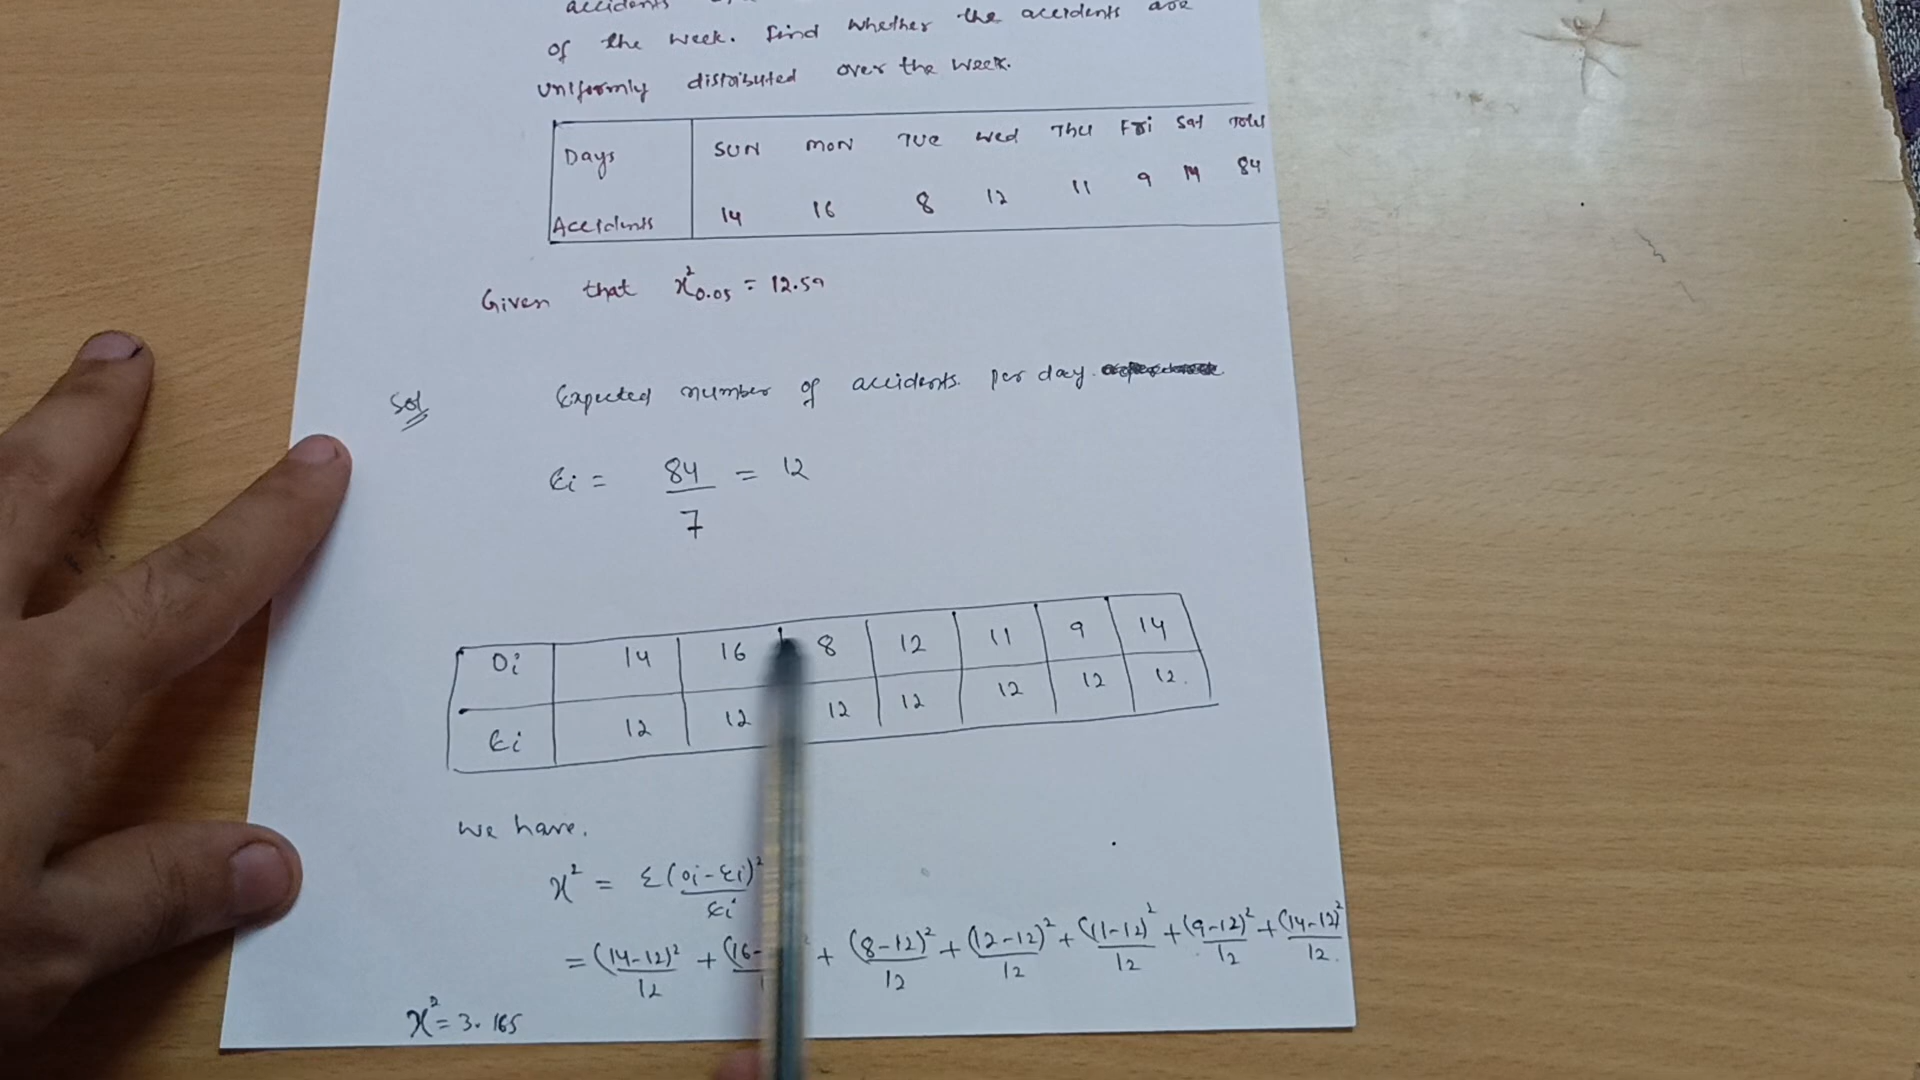 accidents
of the week. Find whether the accidents are
uniformly distributed over the week.
Days SUN MON TUE Wed THU Fri Sat Total
Accidents 14 16 8 12 11 9 14 84
Given that χ²0.05 = 12.59
Sol Expected number of accidents. per day.
Ei = 84/7 = 12
Oi 14 16 8 12 11 9 14
Ei 12 12 12 12 12 12 12.
we have.
χ² = Σ(Oi-Ei)²/Ei
= (14-12)²/12 + (16- + (8-12)²/12 + (12-12)²/12 + (11-12)²/12 + (9-12)²/12 + (14-12)²/12.
χ² = 3.165